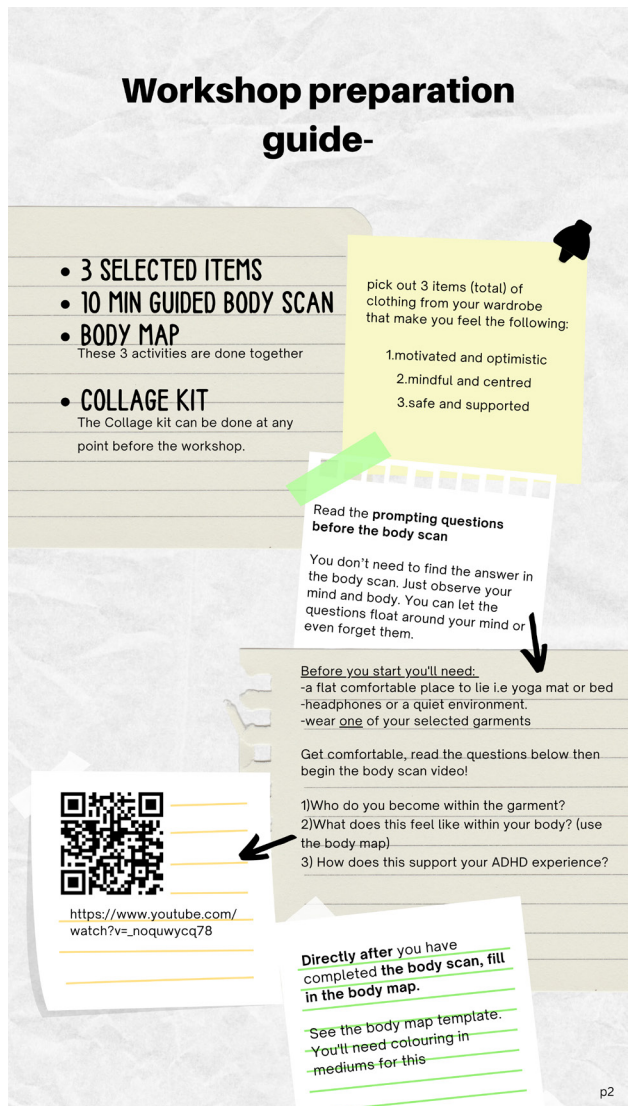 Workshop preparation
guide-
• 3 SELECTED ITEMS
• 10 MIN GUIDED BODY SCAN
• BODY MAP
These 3 activities are done together
• COLLAGE KIT
The Collage kit can be done at any
point before the workshop.
pick out 3 items (total) of
clothing from your wardrobe
that make you feel the following:
1.motivated and optimistic
2.mindful and centred
3.safe and supported
Read the prompting questions
before the body scan
You don't need to find the answer in
the body scan. Just observe your
mind and body. You can let the
questions float around your mind or
even forget them.
Before you start you'll need:
-a flat comfortable place to lie i.e yoga mat or bed
-headphones or a quiet environment.
-wear one of your selected garments
Get comfortable, read the questions below then
begin the body scan video!
1)Who do you become within the garment?
2)What does this feel like within your body? (use
the body map)
3) How does this support your ADHD experience?
https://www.youtube.com/
watch?v=_noquwycq78
Directly after you have
completed the body scan, fill
in the body map.
See the body map template.
You'll need colouring in
mediums for this
p2